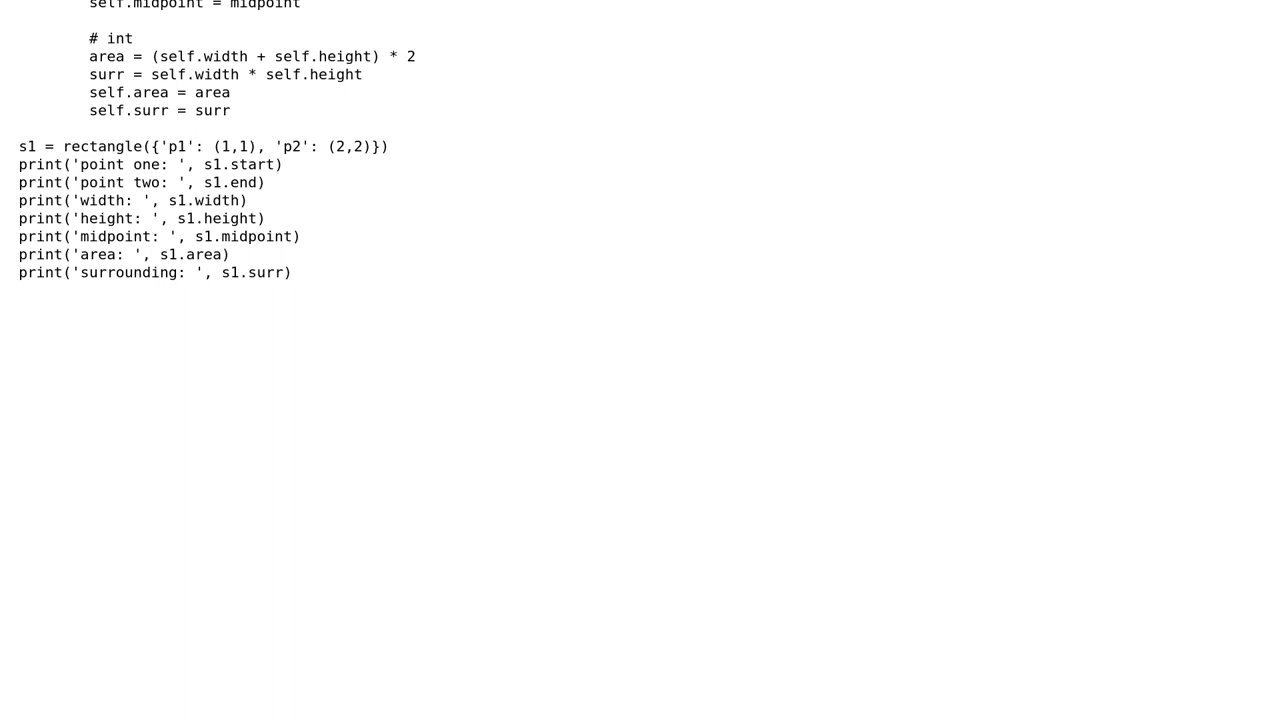 self.midpoint = midpoint
# int
area = (self.width + self.height) * 2
surr = self.width * self.height
self.area = area
self.surr = surr
s1 = rectangle({'p1': (1,1), 'p2': (2,2)})
print('point one: ', s1.start)
print('point two: ', s1.end)
print('width: ', s1.width)
print('height: ', s1.height)
print('midpoint: ', s1.midpoint)
print('area: ', s1.area)
print('surrounding: ', s1.surr)